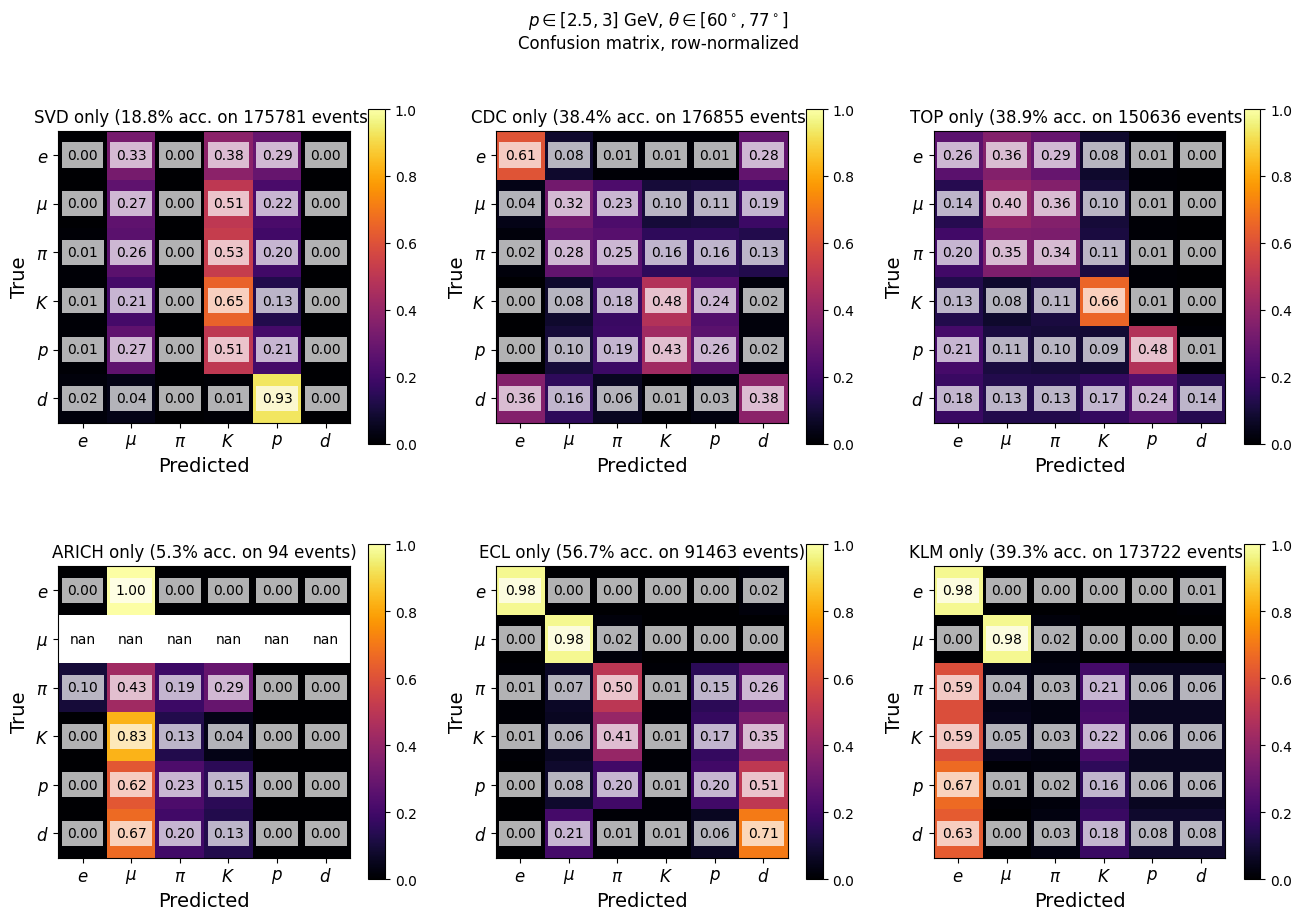 p ∈ [2.5, 3] GeV, θ ∈ [60°, 77°]
Confusion matrix, row-normalized
SVD only (18.8% acc. on 175781 events
e 0.00 0.33 0.00 0.38 0.29 0.00
μ 0.00 0.27 0.00 0.51 0.22 0.00
π 0.01 0.26 0.00 0.53 0.20 0.00
K 0.01 0.21 0.00 0.65 0.13 0.00
p 0.01 0.27 0.00 0.51 0.21 0.00
d 0.02 0.04 0.00 0.01 0.93 0.00
e μ π K p d
Predicted
True
1.0
0.8
0.6
0.4
0.2
0.0
CDC only (38.4% acc. on 176855 events
e 0.61 0.08 0.01 0.01 0.01 0.28
μ 0.04 0.32 0.23 0.10 0.11 0.19
π 0.02 0.28 0.25 0.16 0.16 0.13
K 0.00 0.08 0.18 0.48 0.24 0.02
p 0.00 0.10 0.19 0.43 0.26 0.02
d 0.36 0.16 0.06 0.01 0.03 0.38
e μ π K p d
Predicted
True
1.0
0.8
0.6
0.4
0.2
0.0
TOP only (38.9% acc. on 150636 events
e 0.26 0.36 0.29 0.08 0.01 0.00
μ 0.14 0.40 0.36 0.10 0.01 0.00
π 0.20 0.35 0.34 0.11 0.01 0.00
K 0.13 0.08 0.11 0.66 0.01 0.00
p 0.21 0.11 0.10 0.09 0.48 0.01
d 0.18 0.13 0.13 0.17 0.24 0.14
e μ π K p d
Predicted
True
1.0
0.8
0.6
0.4
0.2
0.0
ARICH only (5.3% acc. on 94 events)
e 0.00 1.00 0.00 0.00 0.00 0.00
μ nan nan nan nan nan nan
π 0.10 0.43 0.19 0.29 0.00 0.00
K 0.00 0.83 0.13 0.04 0.00 0.00
p 0.00 0.62 0.23 0.15 0.00 0.00
d 0.00 0.67 0.20 0.13 0.00 0.00
e μ π K p d
Predicted
True
1.0
0.8
0.6
0.4
0.2
0.0
ECL only (56.7% acc. on 91463 events)
e 0.98 0.00 0.00 0.00 0.00 0.02
μ 0.00 0.98 0.02 0.00 0.00 0.00
π 0.01 0.07 0.50 0.01 0.15 0.26
K 0.01 0.06 0.41 0.01 0.17 0.35
p 0.00 0.08 0.20 0.01 0.20 0.51
d 0.00 0.21 0.01 0.01 0.06 0.71
e μ π K p d
Predicted
True
1.0
0.8
0.6
0.4
0.2
0.0
KLM only (39.3% acc. on 173722 events
e 0.98 0.00 0.00 0.00 0.00 0.01
μ 0.00 0.98 0.02 0.00 0.00 0.00
π 0.59 0.04 0.03 0.21 0.06 0.06
K 0.59 0.05 0.03 0.22 0.06 0.06
p 0.67 0.01 0.02 0.16 0.06 0.06
d 0.63 0.00 0.03 0.18 0.08 0.08
e μ π K p d
Predicted
True
1.0
0.8
0.6
0.4
0.2
0.0